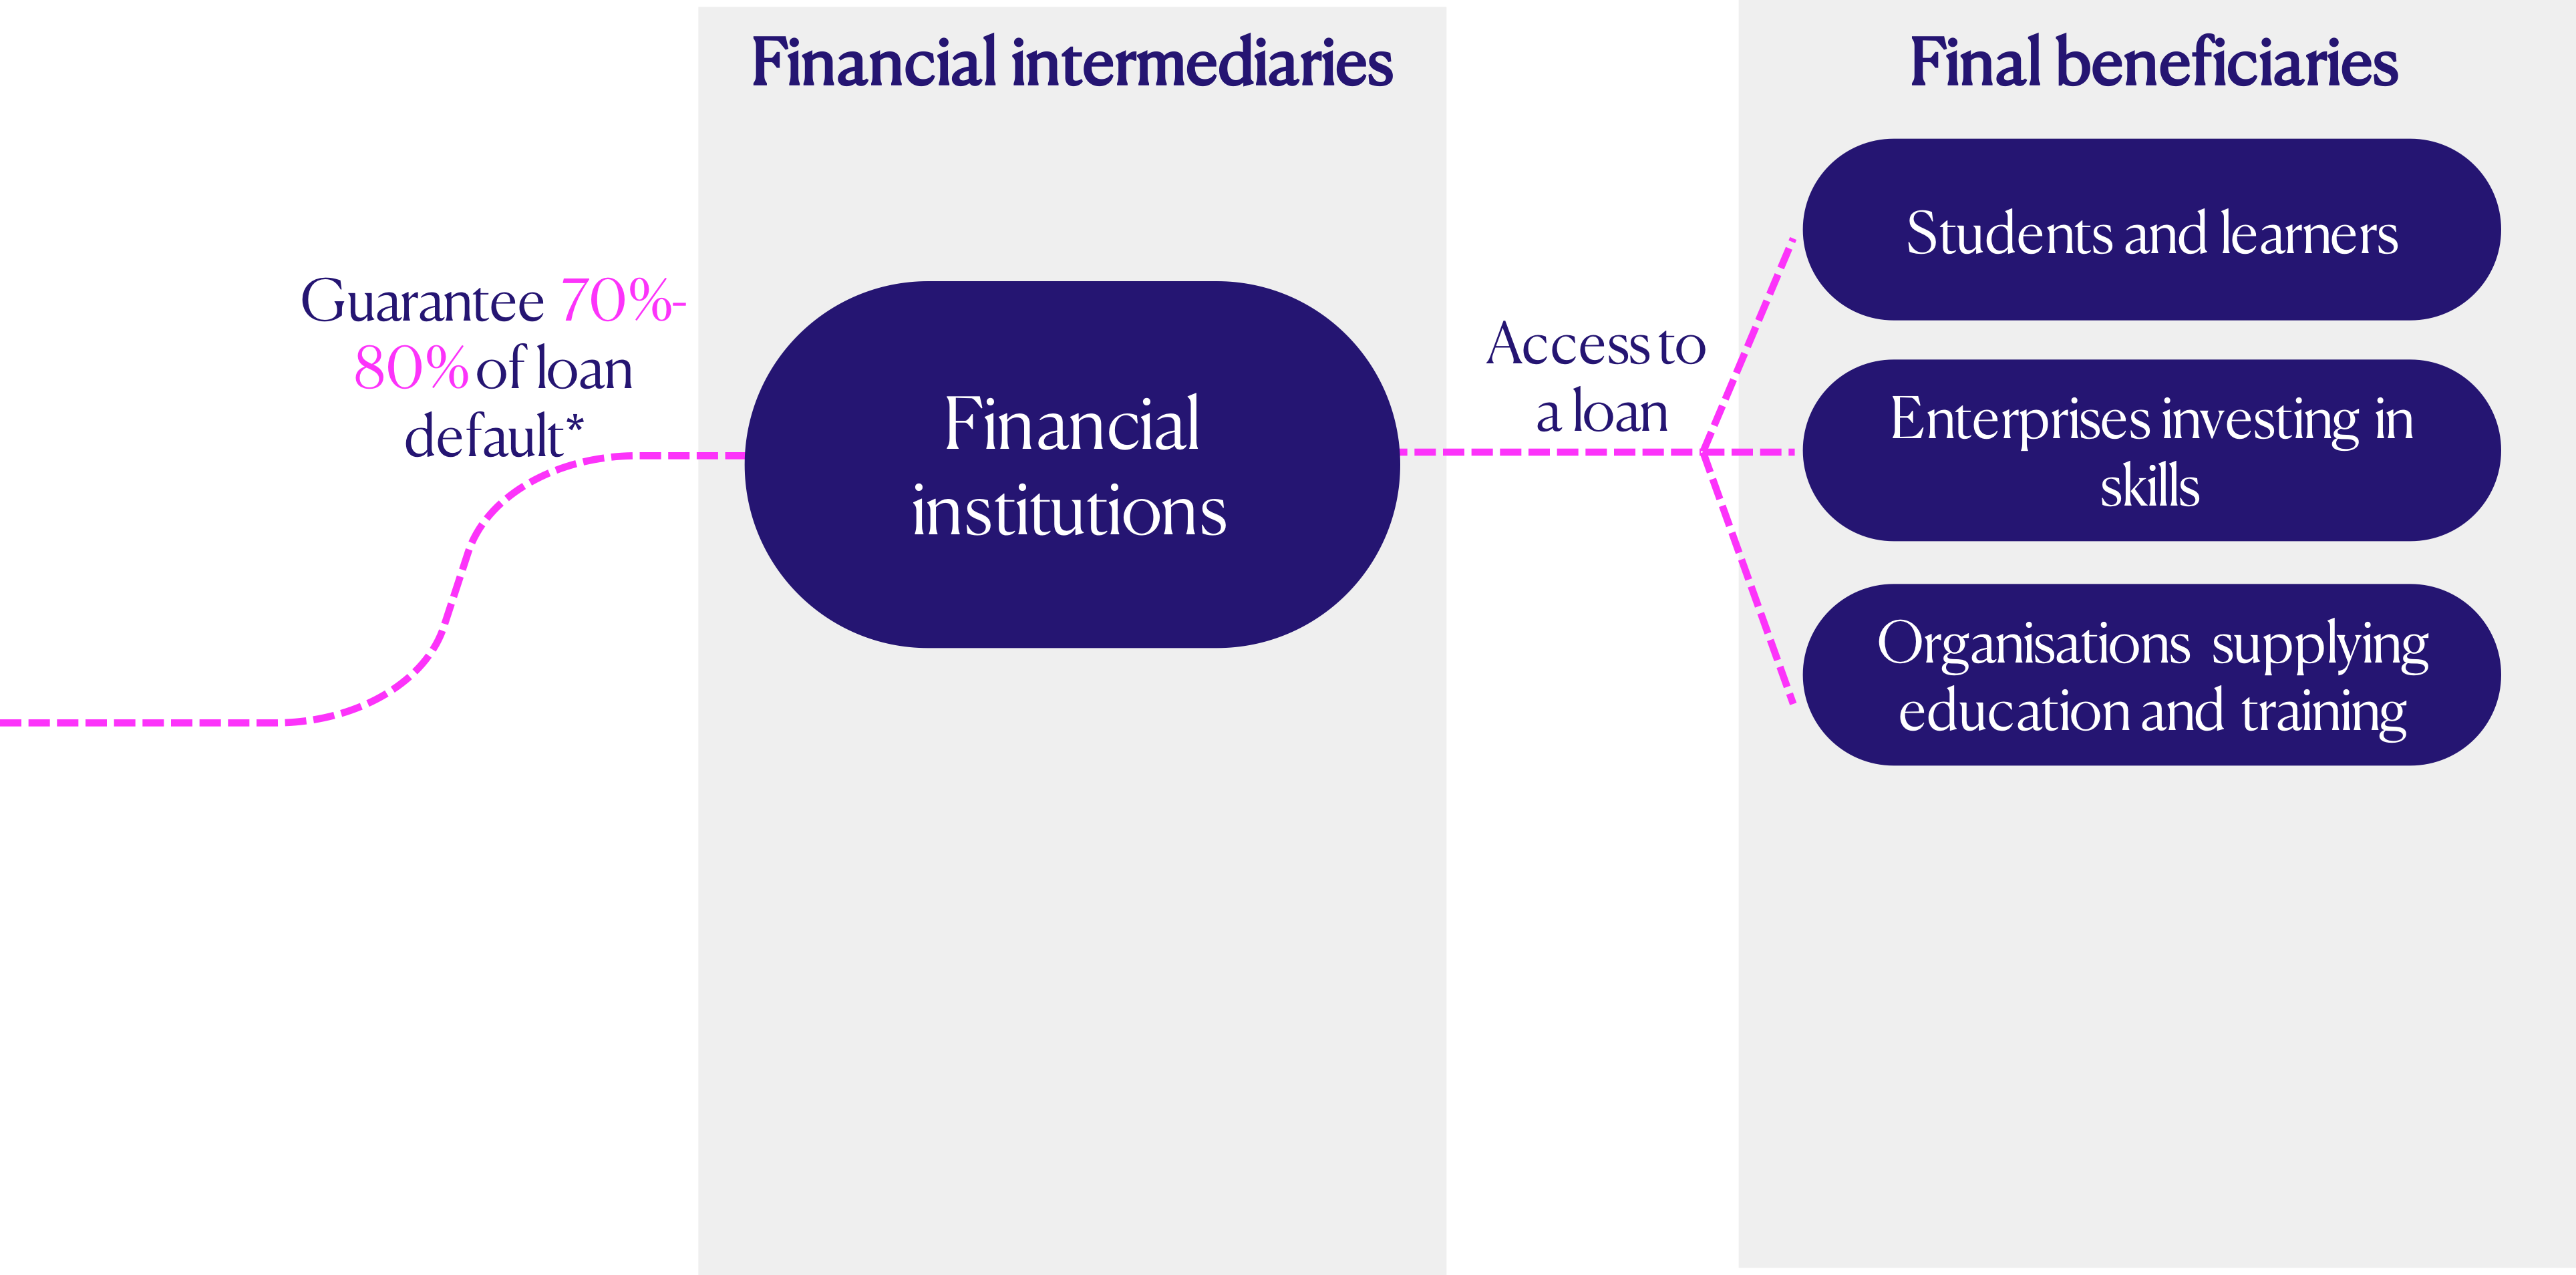 Financial intermediaries
Final beneficiaries
Guarantee 70%-
80% of loan
default*
Financial
institutions
Access to
a loan
Students and learners
Enterprises investing in
skills
Organisations supplying
education and training